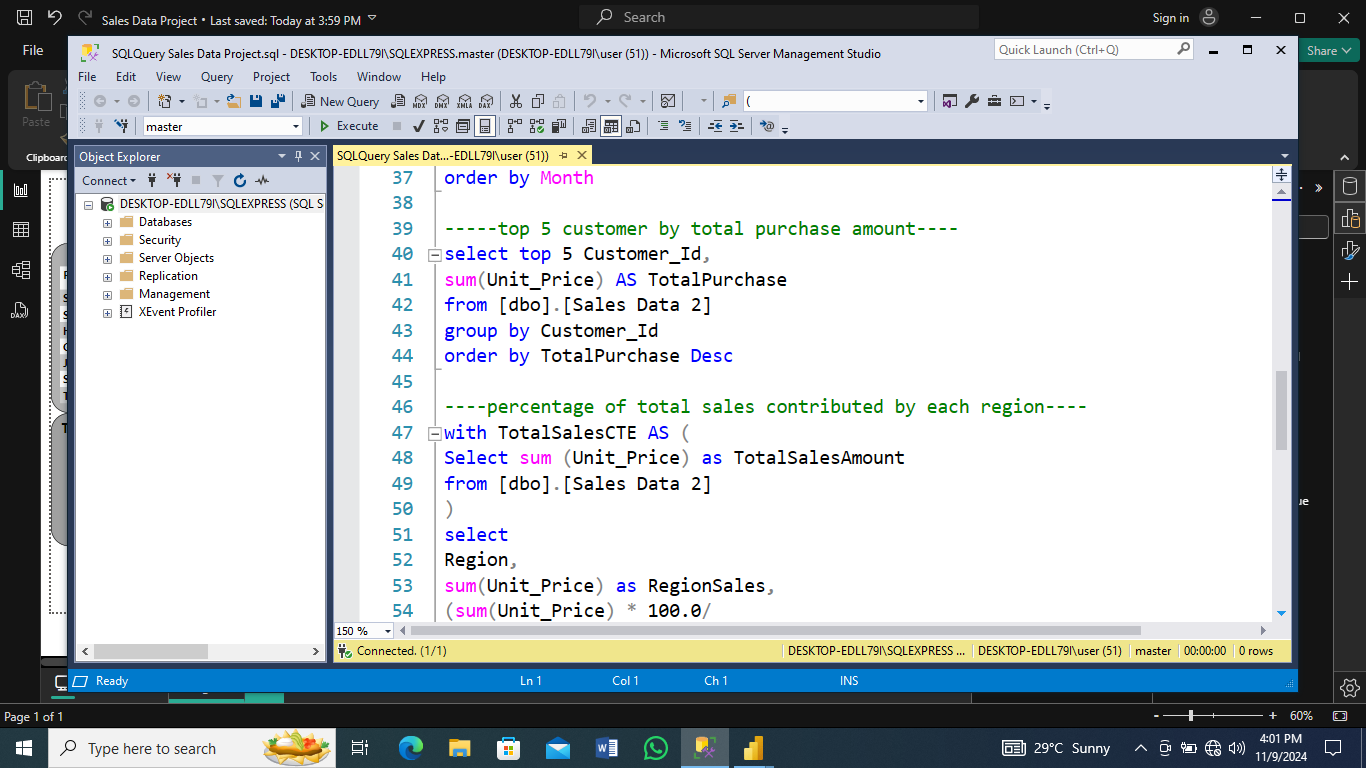 Sales Data Project • Last saved: Today at 3:59 PM
Search
Sign in
File
Share
Paste
Clipboard
SQLQuery Sales Data Project.sql - DESKTOP-EDLL79I\SQLEXPRESS.master (DESKTOP-EDLL79I\user (51)) - Microsoft SQL Server Management Studio
Quick Launch (Ctrl+Q)
File Edit View Query Project Tools Window Help
New Query
MDX DMX XMLA DAX
(
master
Execute
Object Explorer
Connect
DESKTOP-EDLL79I\SQLEXPRESS (SQL S
Databases
Security
Server Objects
Replication
Management
XEvent Profiler
SQLQuery Sales Dat...-EDLL79I\user (51))
37 order by Month
38
39 -----top 5 customer by total purchase amount----
40 select top 5 Customer_Id,
41 sum(Unit_Price) AS TotalPurchase
42 from [dbo].[Sales Data 2]
43 group by Customer_Id
44 order by TotalPurchase Desc
45
46 ----percentage of total sales contributed by each region----
47 with TotalSalesCTE AS (
48 Select sum (Unit_Price) as TotalSalesAmount
49 from [dbo].[Sales Data 2]
50 )
51 select
52 Region,
53 sum(Unit_Price) as RegionSales,
54 (sum(Unit_Price) * 100.0/
150 %
Connected. (1/1)
DESKTOP-EDLL79I\SQLEXPRESS ... DESKTOP-EDLL79I\user (51) master 00:00:00 0 rows
Ready Ln 1 Col 1 Ch 1 INS
DAX
ue
Page 1 of 1
- + 60%
Type here to search
29°C Sunny
4:01 PM
11/9/2024